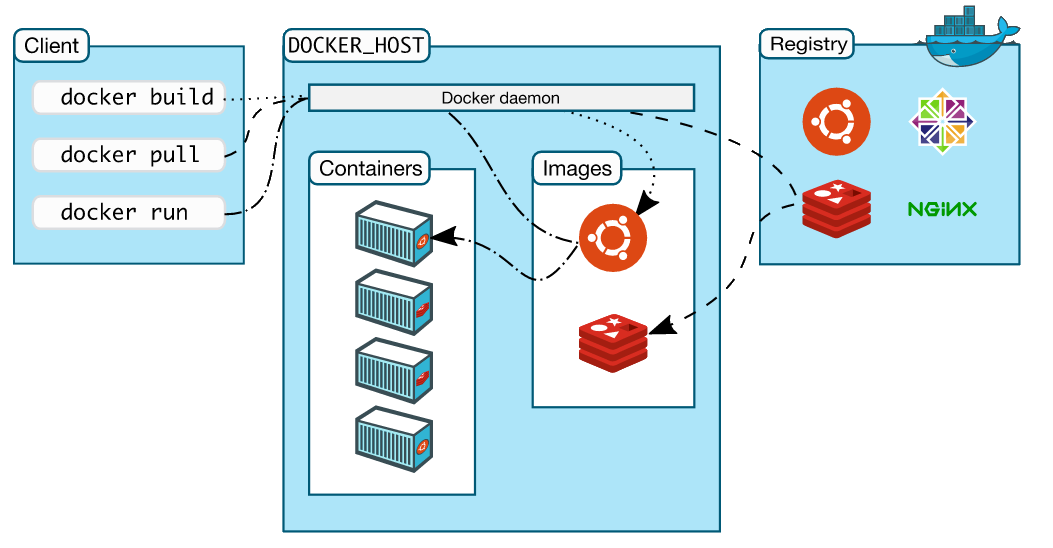 Client
docker build
docker pull
docker run
DOCKER_HOST
Docker daemon
Containers
Images
Registry
NGiNX